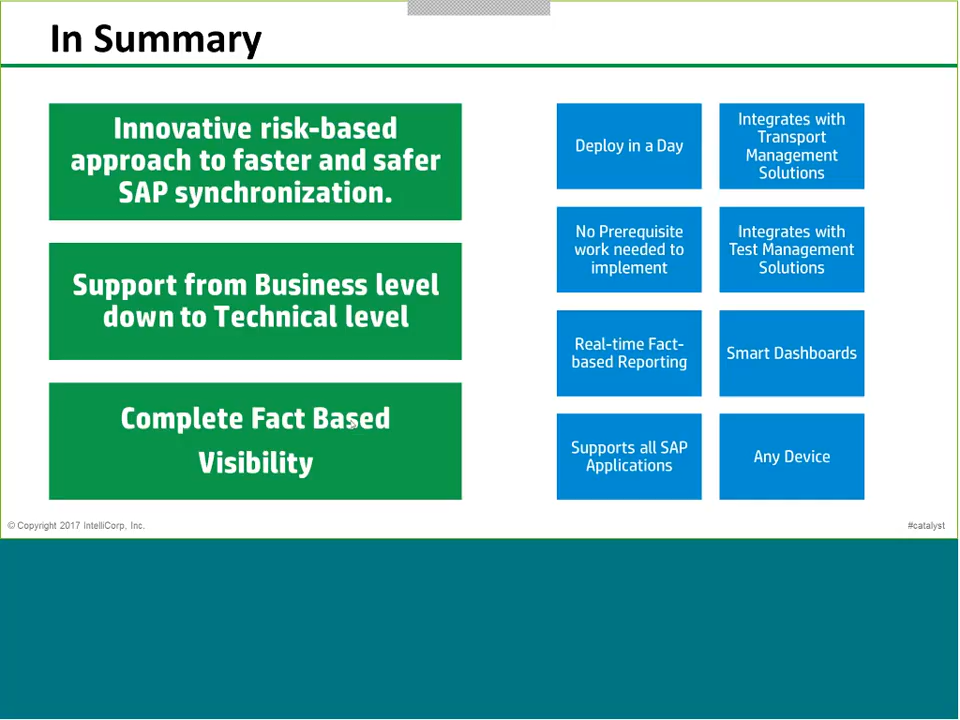 In Summary
Innovative risk-based
approach to faster and safer
SAP synchronization.
Support from Business level
down to Technical level
Complete Fact Based
Visibility
Deploy in a Day
Integrates with
Transport
Management
Solutions
No Prerequisite
work needed to
implement
Integrates with
Test Management
Solutions
Real-time Fact-
based Reporting
Smart Dashboards
Supports all SAP
Applications
Any Device
© Copyright 2017 IntelliCorp, Inc.
#catalyst